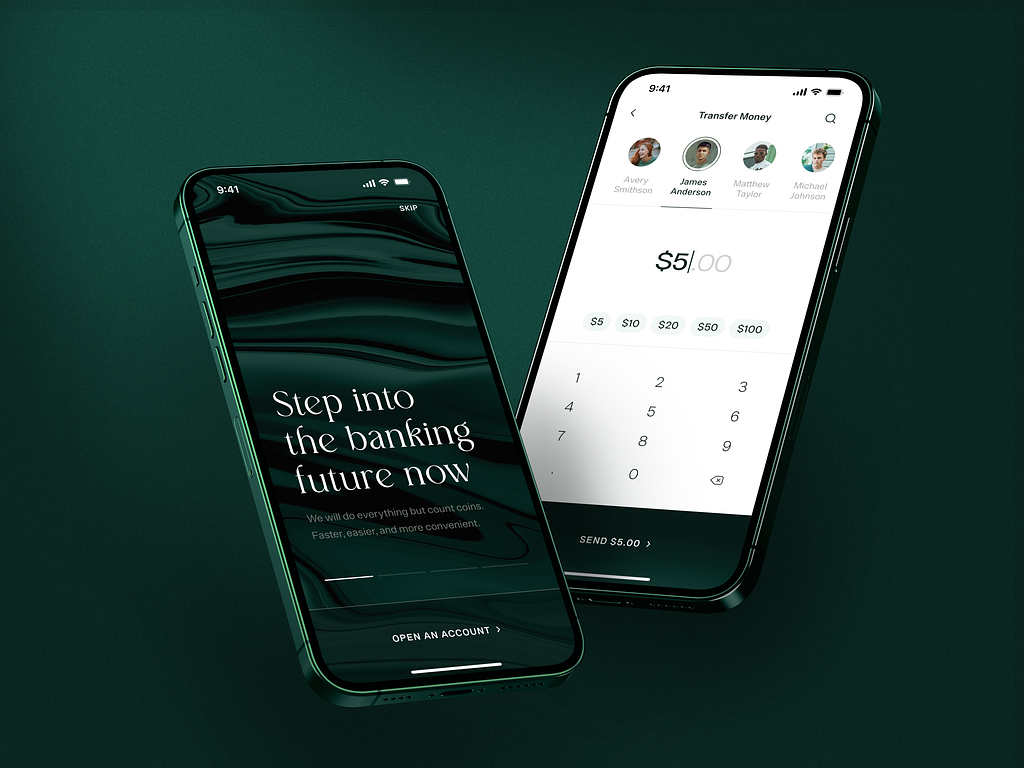 9:41
SKIP
Step into
the banking
future now
We will do everything but count coins.
Faster, easier, and more convenient.
OPEN AN ACCOUNT ›
9:41
Transfer Money
Avery Smithson
James Anderson
Matthew Taylor
Michael Johnson
$5.00
$5 $10 $20 $50 $100
1 2 3
4 5 6
7 8 9
. 0
SEND $5.00 ›